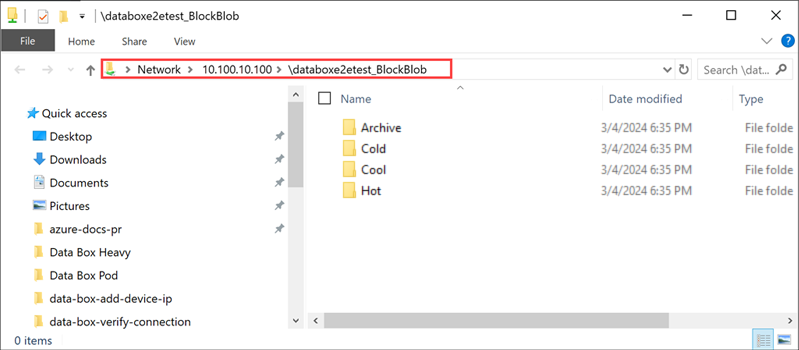 \databoxe2etest_BlockBlob
File Home Share View
Network 10.100.10.100 \databoxe2etest_BlockBlob Search \dat...
Name Date modified Type
Quick access
Desktop
Downloads
Documents
Pictures
azure-docs-pr
Data Box Heavy
Data Box Pod
data-box-add-device-ip
data-box-verify-connection
Archive 3/4/2024 6:35 PM File folde
Cold 3/4/2024 6:35 PM File folde
Cool 3/4/2024 6:35 PM File folde
Hot 3/4/2024 6:35 PM File folde
0 items